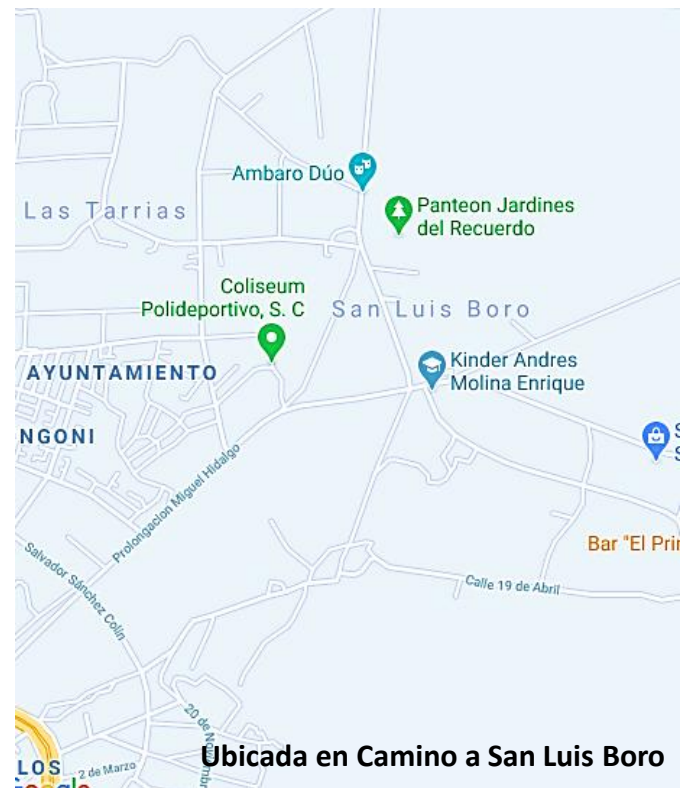 Ambaro Dúo
Las Tarrias
Panteon Jardines
del Recuerdo
Coliseum
Polideportivo, S. C
San Luis Boro
AYUNTAMIENTO
Kinder Andres
Molina Enrique
NGONI
S
S
Prolongacion Miguel Hidalgo
Bar "El Prin
Salvador Sánchez Colín
Calle 19 de Abril
20 de Noviembr
Ubicada en Camino a San Luis Boro
LOS
2 de Marzo